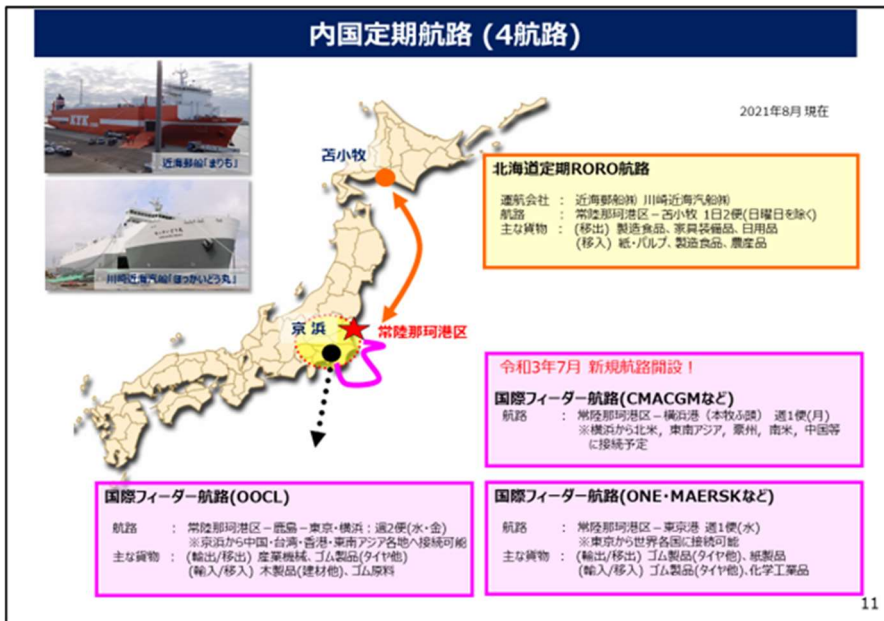 内国定期航路 (4航路)
2021年8月 現在
KYK
近海郵船「まりも」
川崎近海汽船「ほっかいどう丸」
苫小牧
京浜
常陸那珂港区
北海道定期RORO航路
運航会社 : 近海郵船㈱ 川崎近海汽船㈱
航路 : 常陸那珂港区-苫小牧 1日2便(日曜日を除く)
主な貨物 : (移出) 製造食品、家具装備品、日用品
(移入) 紙・パルプ、製造食品、農産品
令和3年7月 新規航路開設!
国際フィーダー航路(CMACGMなど)
航路 : 常陸那珂港区-横浜港 (本牧ふ頭) 週1便(月)
※横浜から北米, 東南アジア, 豪州, 南米, 中国等
に接続予定
国際フィーダー航路(OOCL)
航路 : 常陸那珂港区-鹿島-東京・横浜 : 週2便(水・金)
※京浜から中国・台湾・香港・東南アジア各地へ接続可能
主な貨物 : (輸出/移出) 産業機械、ゴム製品(タイヤ他)
(輸入/移入) 木製品(建材他)、ゴム原料
国際フィーダー航路(ONE・MAERSKなど)
航路 : 常陸那珂港区-東京港 週1便(水)
※東京から世界各国に接続可能
主な貨物 : (輸出/移出) ゴム製品(タイヤ他)、紙製品
(輸入/移入) ゴム製品(タイヤ他)、化学工業品
11